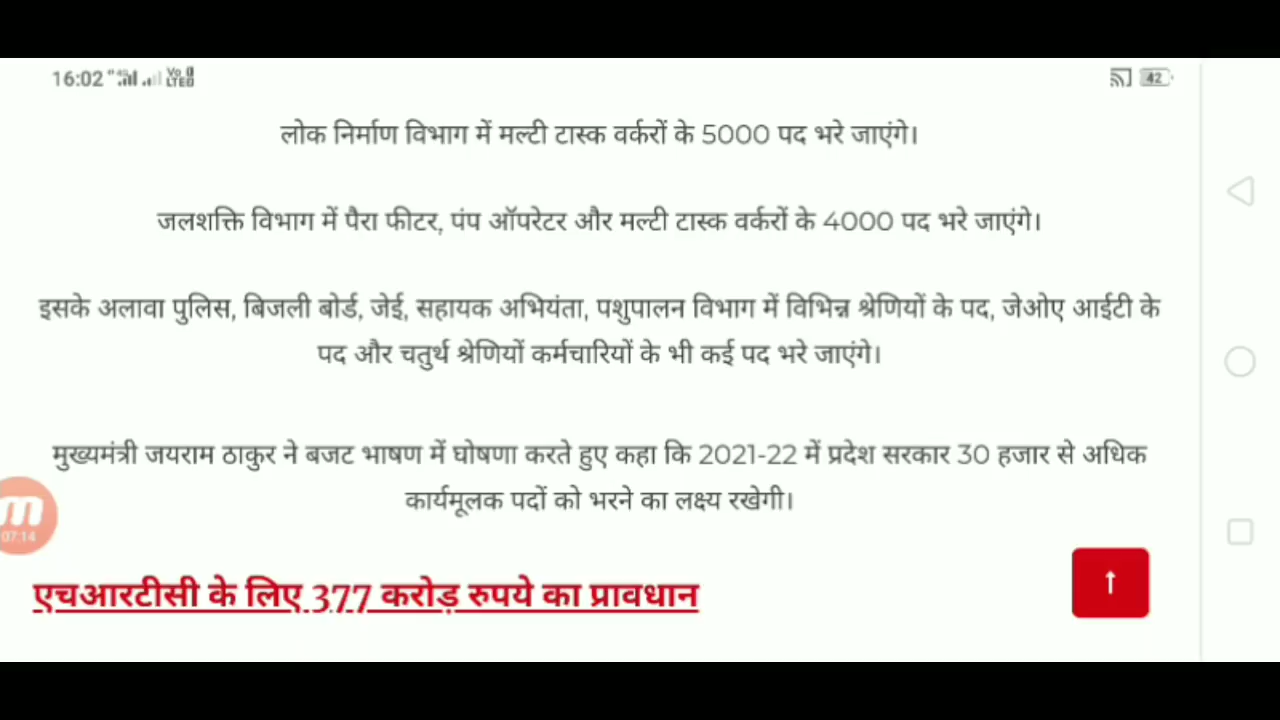 16:02
42
लोक निर्माण विभाग में मल्टी टास्क वर्करों के 5000 पद भरे जाएंगे।
जलशक्ति विभाग में पैरा फीटर, पंप ऑपरेटर और मल्टी टास्क वर्करों के 4000 पद भरे जाएंगे।
इसके अलावा पुलिस, बिजली बोर्ड, जेई, सहायक अभियंता, पशुपालन विभाग में विभिन्न श्रेणियों के पद, जेओए आईटी के
पद और चतुर्थ श्रेणियों कर्मचारियों के भी कई पद भरे जाएंगे।
मुख्यमंत्री जयराम ठाकुर ने बजट भाषण में घोषणा करते हुए कहा कि 2021-22 में प्रदेश सरकार 30 हजार से अधिक
कार्यमूलक पदों को भरने का लक्ष्य रखेगी।
07:14
एचआरटीसी के लिए 377 करोड़ रुपये का प्रावधान